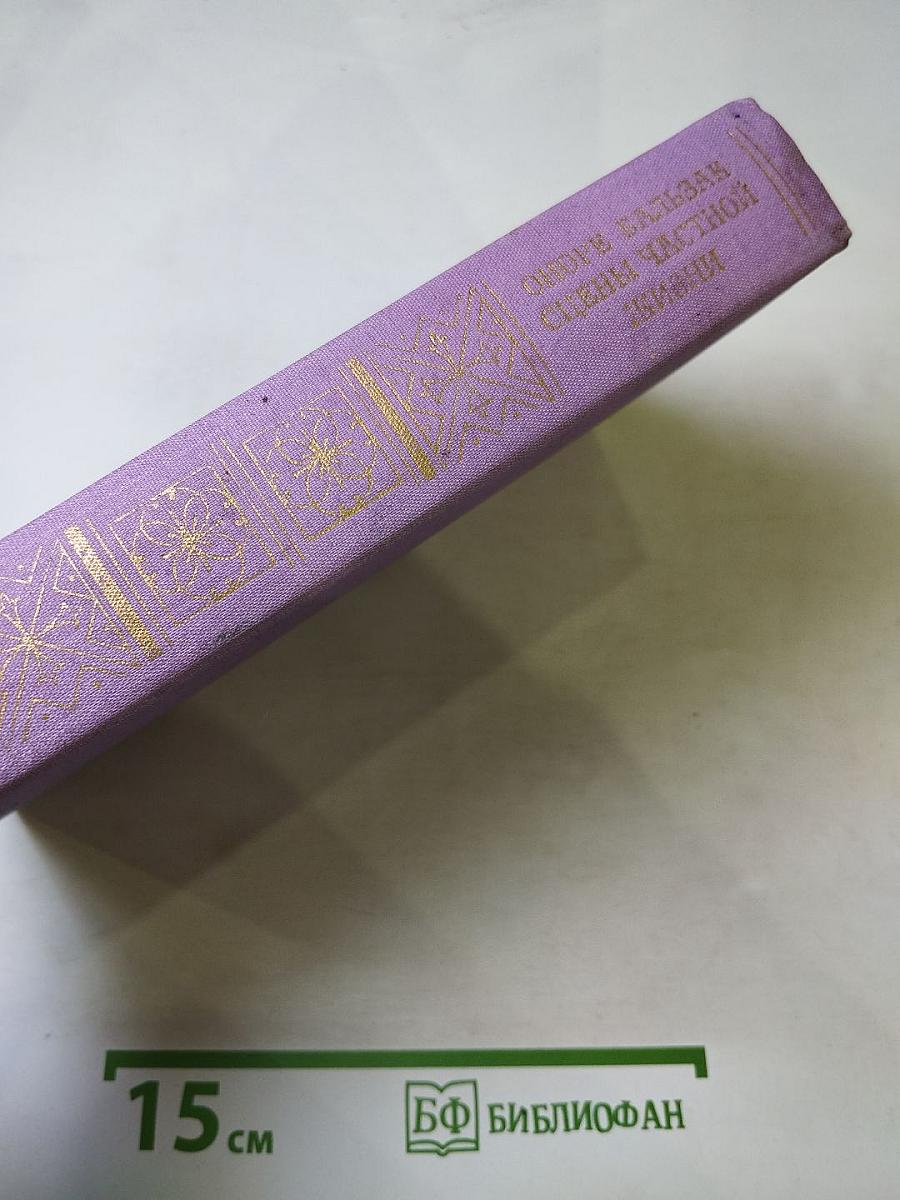 ОНОРЕ БАЛЬЗАК
СЦЕНЫ ЧАСТНОЙ
ЖИЗНИ
15 см
БФ БИБЛИОФАН